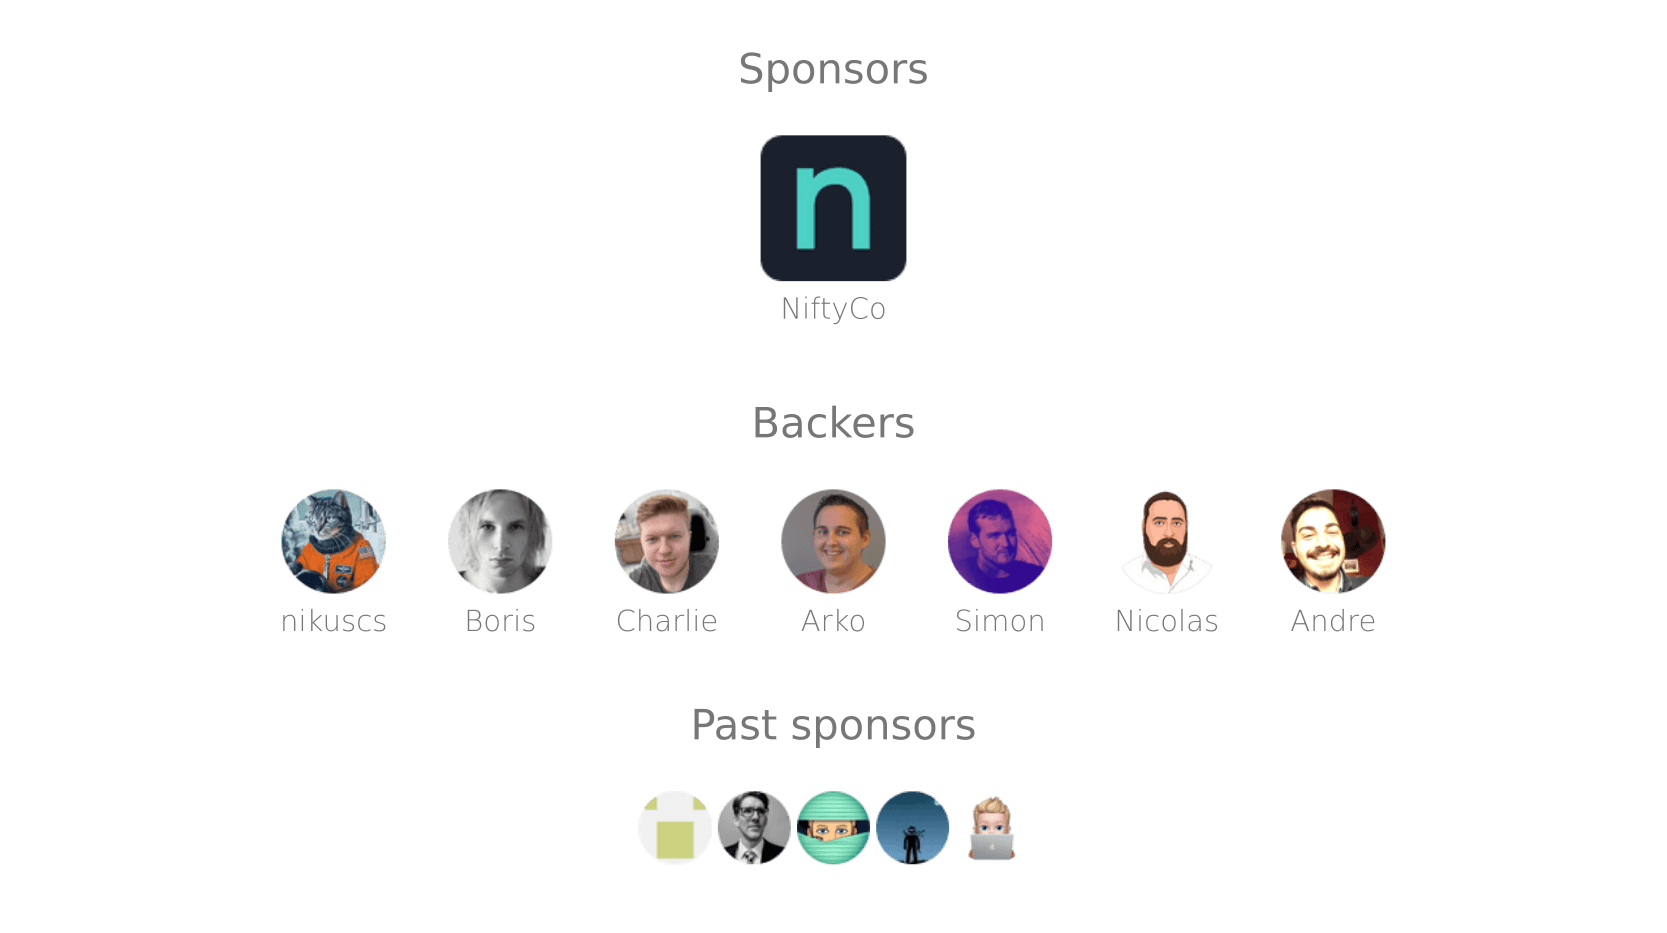 Sponsors
n
NiftyCo
Backers
nikuscs Boris Charlie Arko Simon Nicolas Andre
Past sponsors